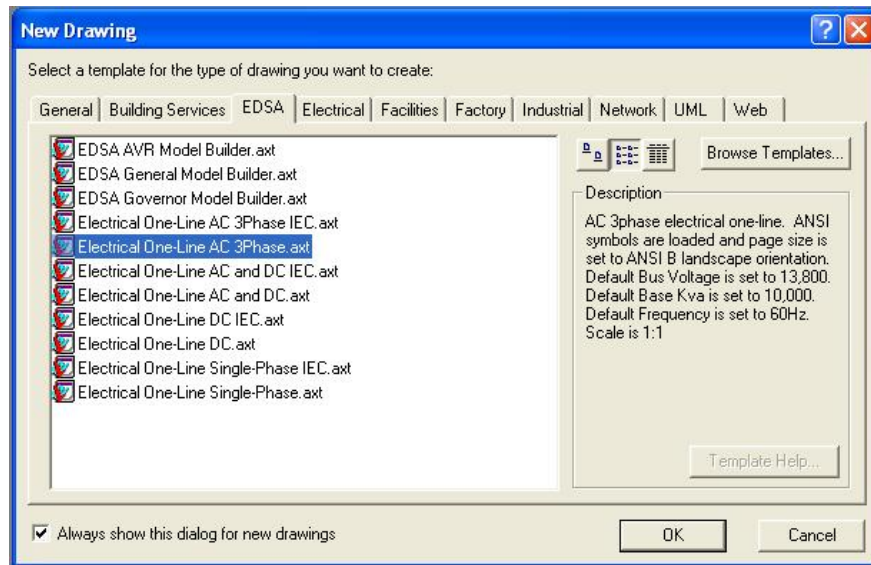 New Drawing
Select a template for the type of drawing you want to create:
General Building Services EDSA Electrical Facilities Factory Industrial Network UML Web
EDSA AVR Model Builder.axt
EDSA General Model Builder.axt
EDSA Governor Model Builder.axt
Electrical One-Line AC 3Phase IEC.axt
Electrical One-Line AC 3Phase.axt
Electrical One-Line AC and DC IEC.axt
Electrical One-Line AC and DC.axt
Electrical One-Line DC IEC.axt
Electrical One-Line DC.axt
Electrical One-Line Single-Phase IEC.axt
Electrical One-Line Single-Phase.axt
Browse Templates...
Description
AC 3phase electrical one-line. ANSI
symbols are loaded and page size is
set to ANSI B landscape orientation.
Default Bus Voltage is set to 13,800.
Default Base Kva is set to 10,000.
Default Frequency is set to 60Hz.
Scale is 1:1
Template Help...
Always show this dialog for new drawings
OK
Cancel